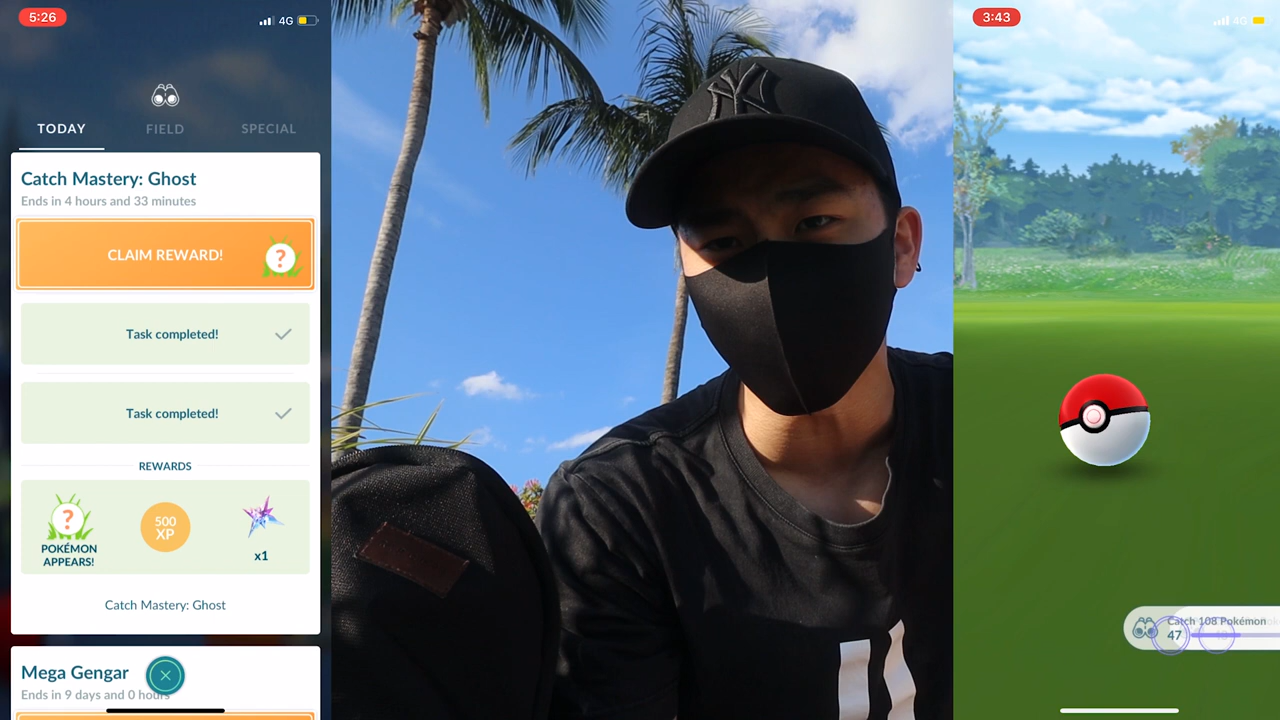 5:26
4G
TODAY
FIELD
SPECIAL
Catch Mastery: Ghost
Ends in 4 hours and 33 minutes
CLAIM REWARD!
?
Task completed!
Task completed!
REWARDS
?
POKÉMON
APPEARS!
500
XP
x1
Catch Mastery: Ghost
Mega Gengar
Ends in 9 days and 0 hours
NY
3:43
4G
Catch 108 Pokémon
47